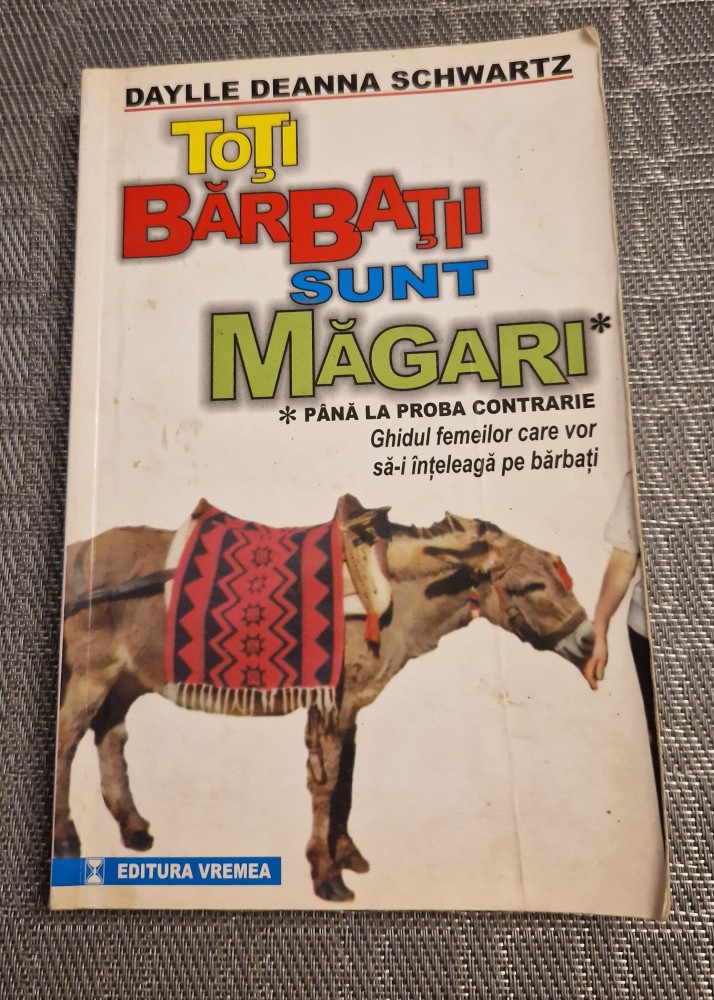 DAYLLE DEANNA SCHWARTZ
TOŢI
BĂRBAŢII
SUNT
MĂGARI*
* PÂNĂ LA PROBA CONTRARIE
Ghidul femeilor care vor
să-i înţeleagă pe bărbaţi
EDITURA VREMEA